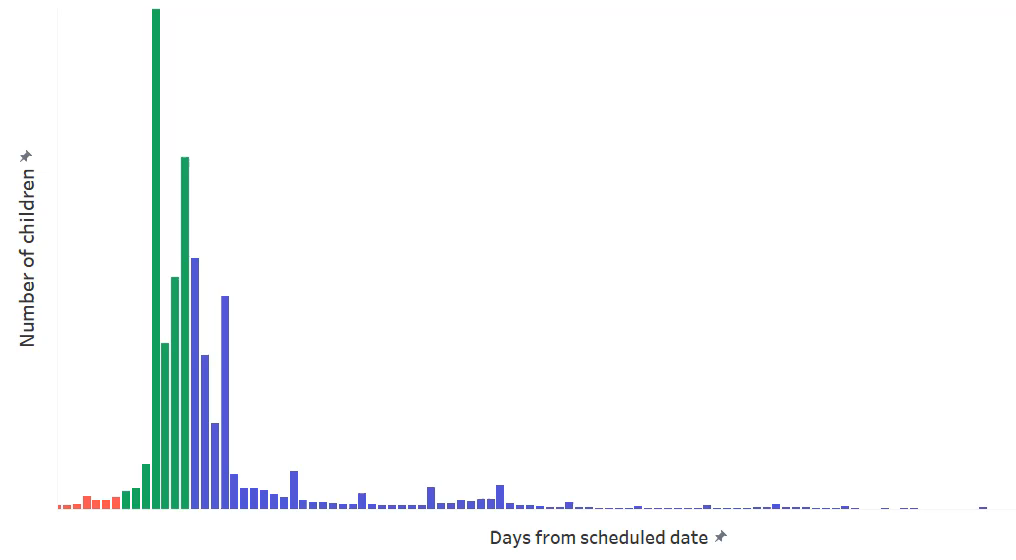 Number of children
Days from scheduled date